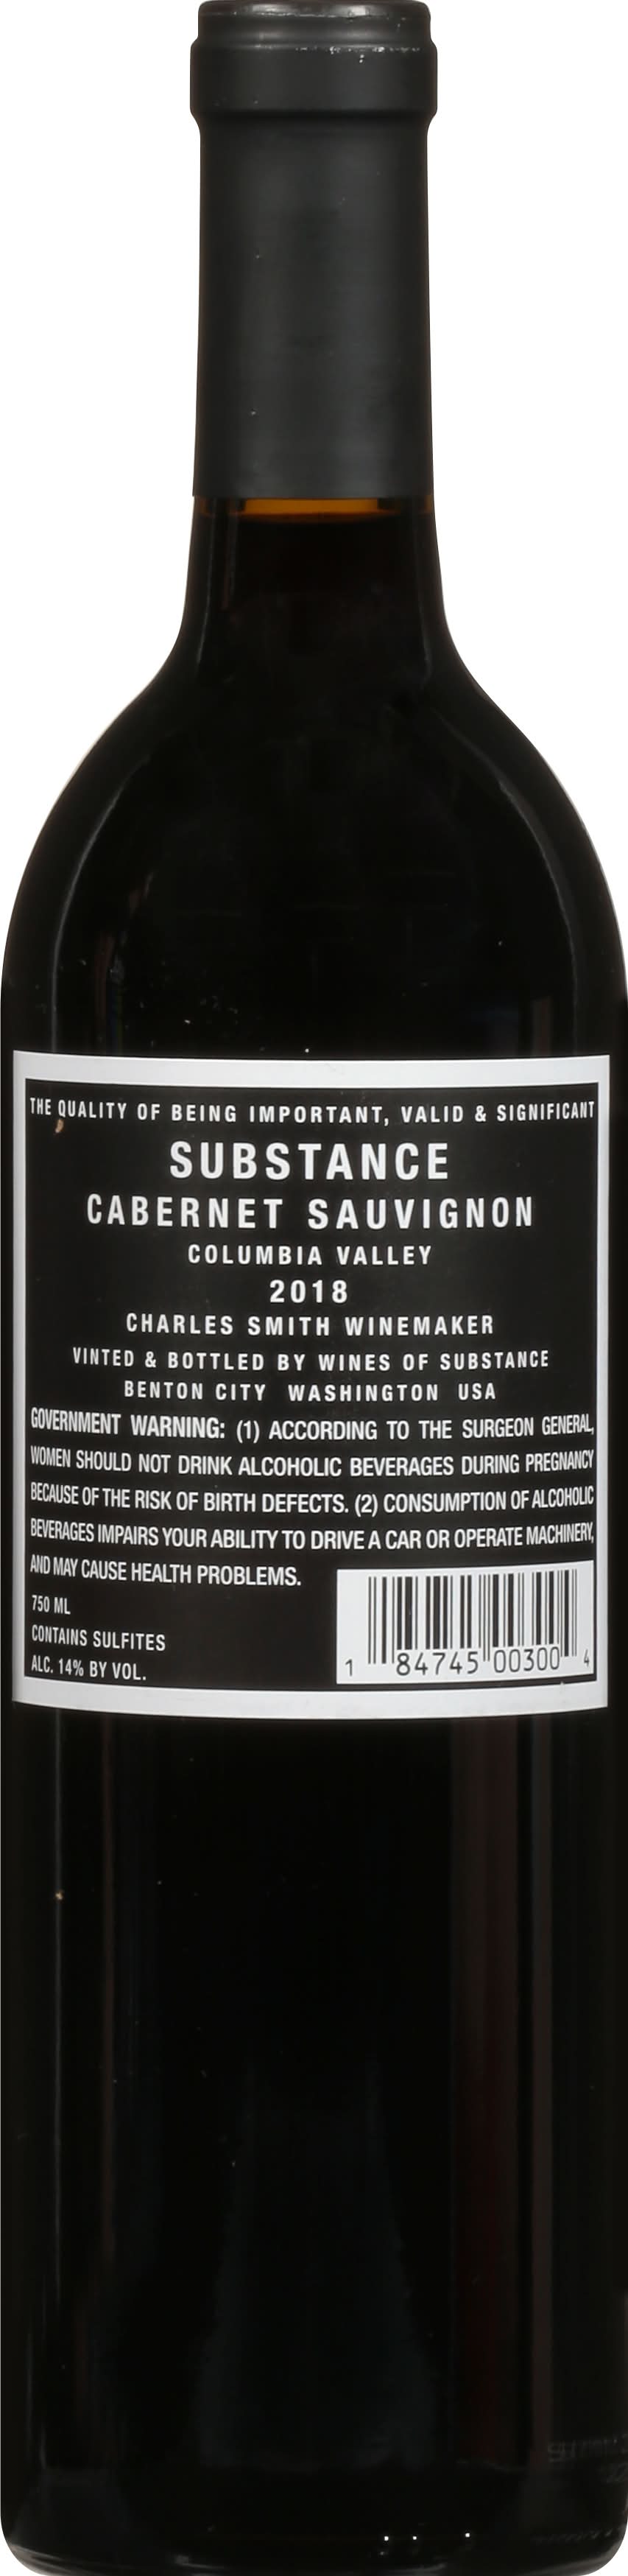 THE QUALITY OF BEING IMPORTANT, VALID & SIGNIFICANT
SUBSTANCE
CABERNET SAUVIGNON
COLUMBIA VALLEY
2018
CHARLES SMITH WINEMAKER
VINTED & BOTTLED BY WINES OF SUBSTANCE
BENTON CITY WASHINGTON USA
GOVERNMENT WARNING: (1) ACCORDING TO THE SURGEON GENERAL,
WOMEN SHOULD NOT DRINK ALCOHOLIC BEVERAGES DURING PREGNANCY
BECAUSE OF THE RISK OF BIRTH DEFECTS. (2) CONSUMPTION OF ALCOHOLIC
BEVERAGES IMPAIRS YOUR ABILITY TO DRIVE A CAR OR OPERATE MACHINERY,
AND MAY CAUSE HEALTH PROBLEMS.
750 ML
CONTAINS SULFITES
ALC. 14% BY VOL.
1 84745 00300 4